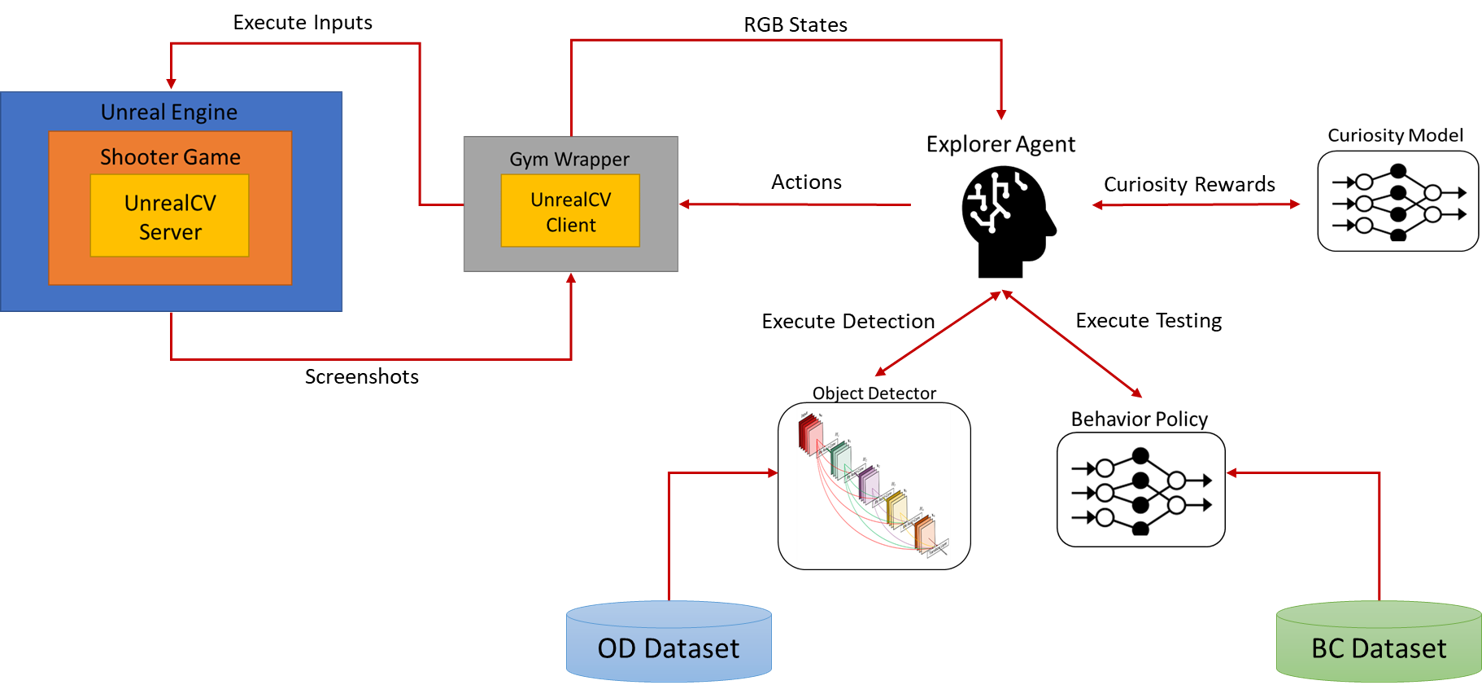 Execute Inputs
RGB States
Unreal Engine
Shooter Game
UnrealCV
Server
Gym Wrapper
UnrealCV
Client
Actions
Explorer Agent
Curiosity Rewards
Curiosity Model
Screenshots
Execute Detection
Execute Testing
Object Detector
Behavior Policy
OD Dataset
BC Dataset